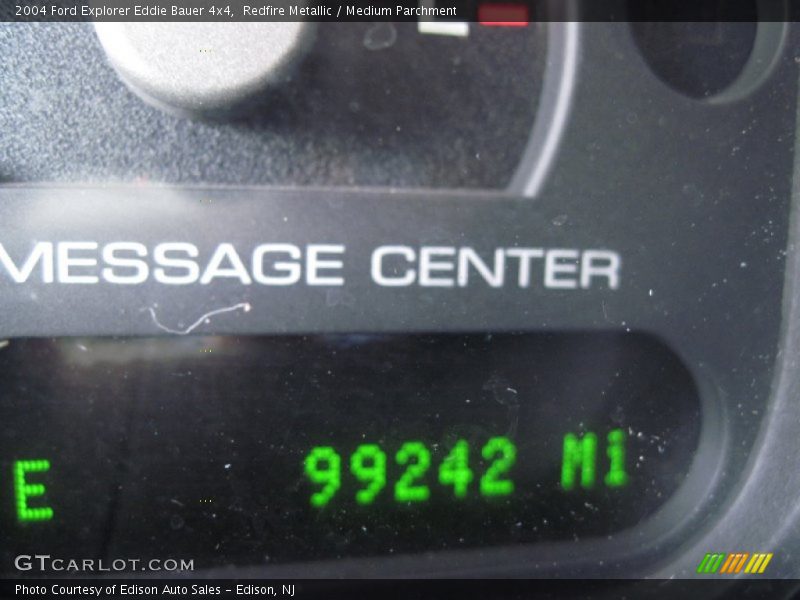 2004 Ford Explorer Eddie Bauer 4x4, Redfire Metallic / Medium Parchment
MESSAGE CENTER
E 99242 Mi
GTCARLOT.COM
Photo Courtesy of Edison Auto Sales - Edison, NJ